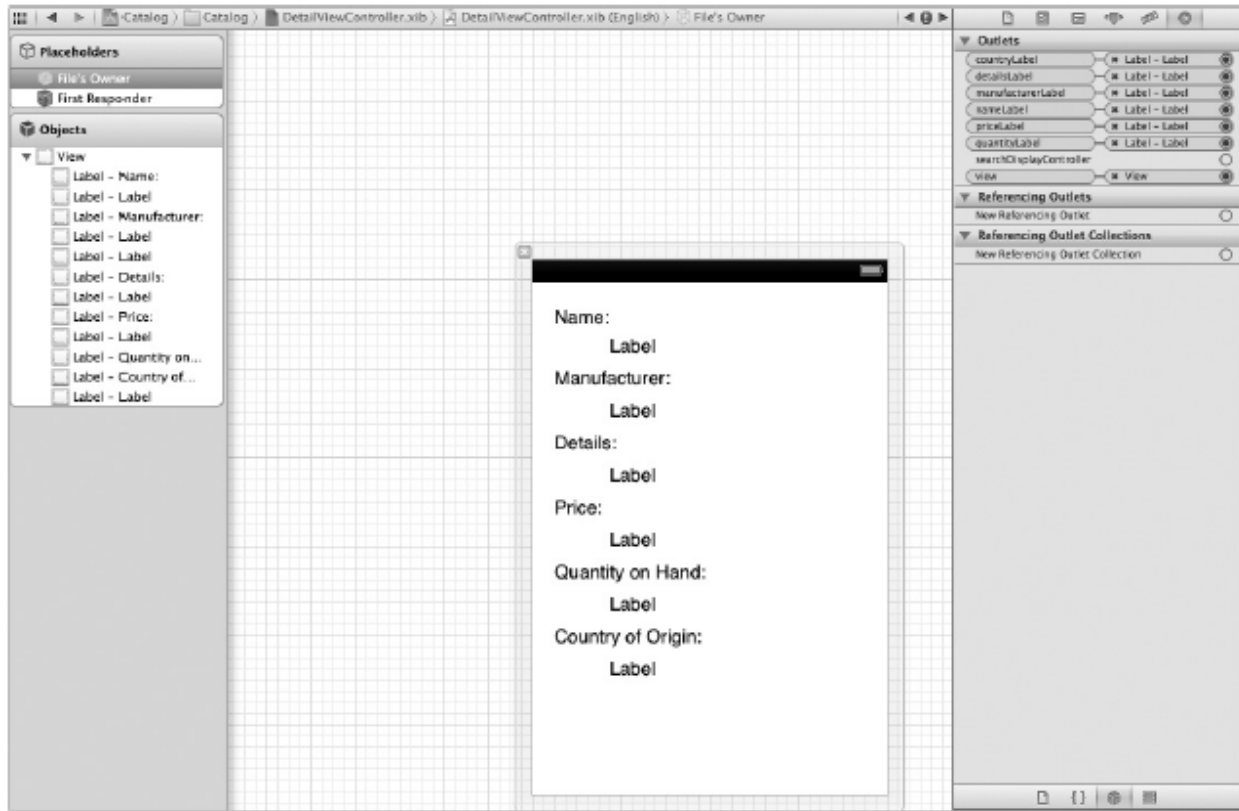 -Catalog Catalog DetailViewController.xib DetailViewController.xib (English) File's Owner
Placeholders
File's Owner
First Responder
Objects
View
Label – Name:
Label – Label
Label – Manufacturer:
Label – Label
Label – Label
Label – Details:
Label – Label
Label – Price:
Label – Label
Label – Quantity on...
Label – Country of...
Label – Label
Name:
Label
Manufacturer:
Label
Details:
Label
Price:
Label
Quantity on Hand:
Label
Country of Origin:
Label
Outlets
countryLabel Label – Label
detailsLabel Label – Label
manufacturerLabel Label – Label
nameLabel Label – Label
priceLabel Label – Label
quantityLabel Label – Label
searchDisplayController
view View
Referencing Outlets
New Referencing Outlet
Referencing Outlet Collections
New Referencing Outlet Collection